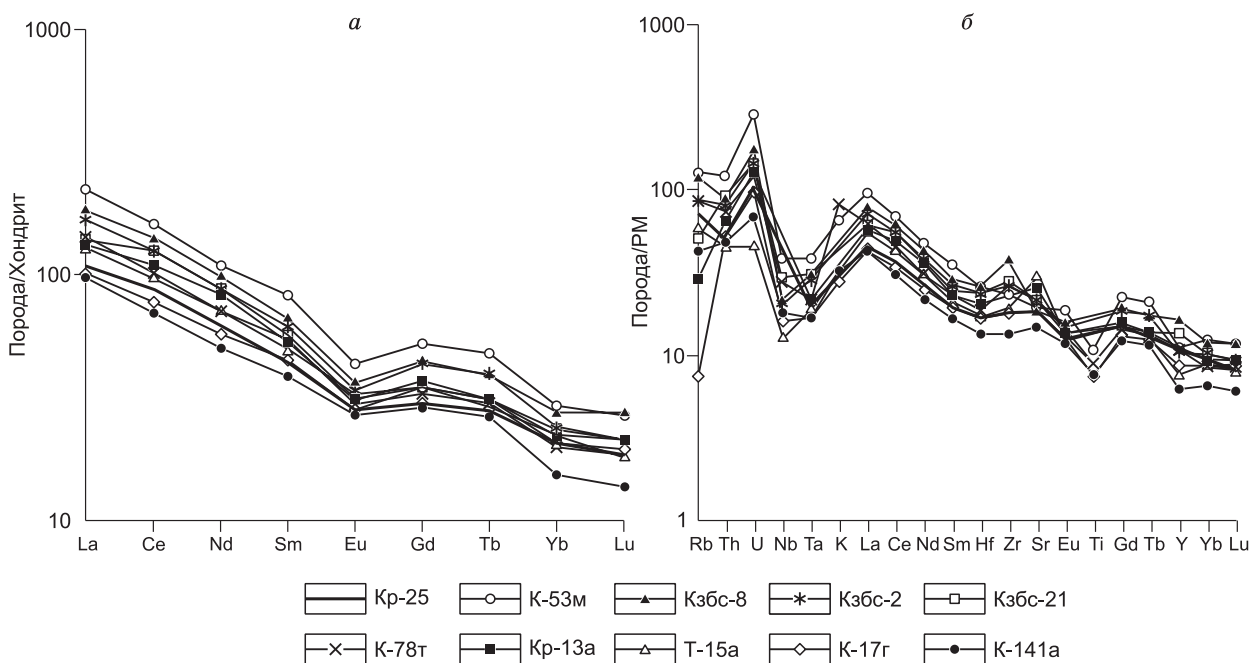 а
Порода/Хондрит
1000
100
10
La Ce Nd Sm Eu Gd Tb Yb Lu
б
Порода/PM
1000
100
10
1
Rb Th U Nb Ta K La Ce Nd Sm Hf Zr Sr Eu Ti Gd Tb Y Yb Lu
Кр-25 К-53м Кзбс-8 Кзбс-2 Кзбс-21
К-78т Кр-13а Т-15а К-17г К-141а